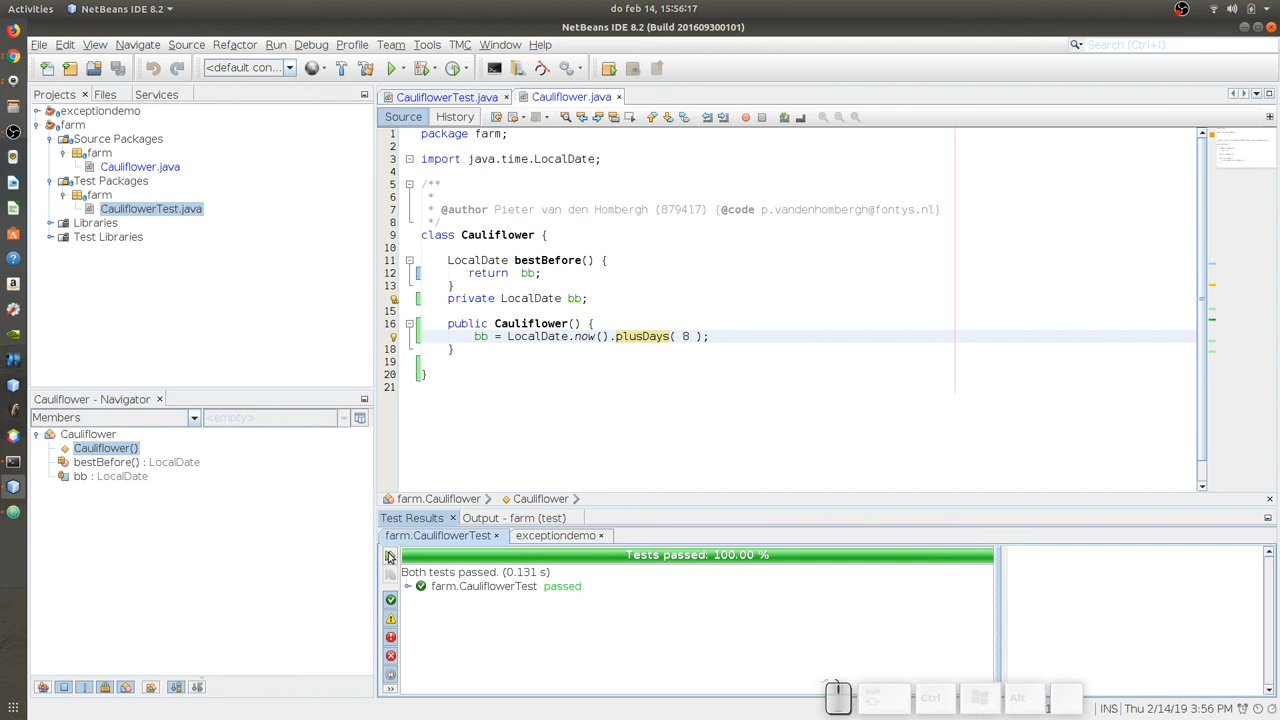 Activities
NetBeans IDE 8.2
do feb 14, 15:56:17
NetBeans IDE 8.2 (Build 201609300101)
File Edit View Navigate Source Refactor Run Debug Profile Team Tools TMC Window Help
Search (Ctrl+I)
<default con...
Projects Files Services
CauliflowerTest.java Cauliflower.java
exceptiondemo
farm
Source Packages
farm
Cauliflower.java
Test Packages
farm
CauliflowerTest.java
Libraries
Test Libraries
Source History
1 package farm;
2
3 import java.time.LocalDate;
4
5 /**
6 *
7 * @author Pieter van den Hombergh (879417) {@code p.vandenhombergh@fontys.nl}
8 */
9 class Cauliflower {
10
11 LocalDate bestBefore() {
12 return bb;
13 }
private LocalDate bb;
15
16 public Cauliflower() {
bb = LocalDate.now().plusDays( 8 );
18 }
19
20 }
21
Cauliflower - Navigator
Members <empty>
Cauliflower
Cauliflower()
bestBefore() : LocalDate
bb : LocalDate
farm.Cauliflower Cauliflower
Test Results Output - farm (test)
farm.CauliflowerTest exceptiondemo
Tests passed: 100.00 %
Both tests passed. (0.131 s)
farm.CauliflowerTest passed
Shift Ctrl Alt
INS Thu 2/14/19 3:56 PM